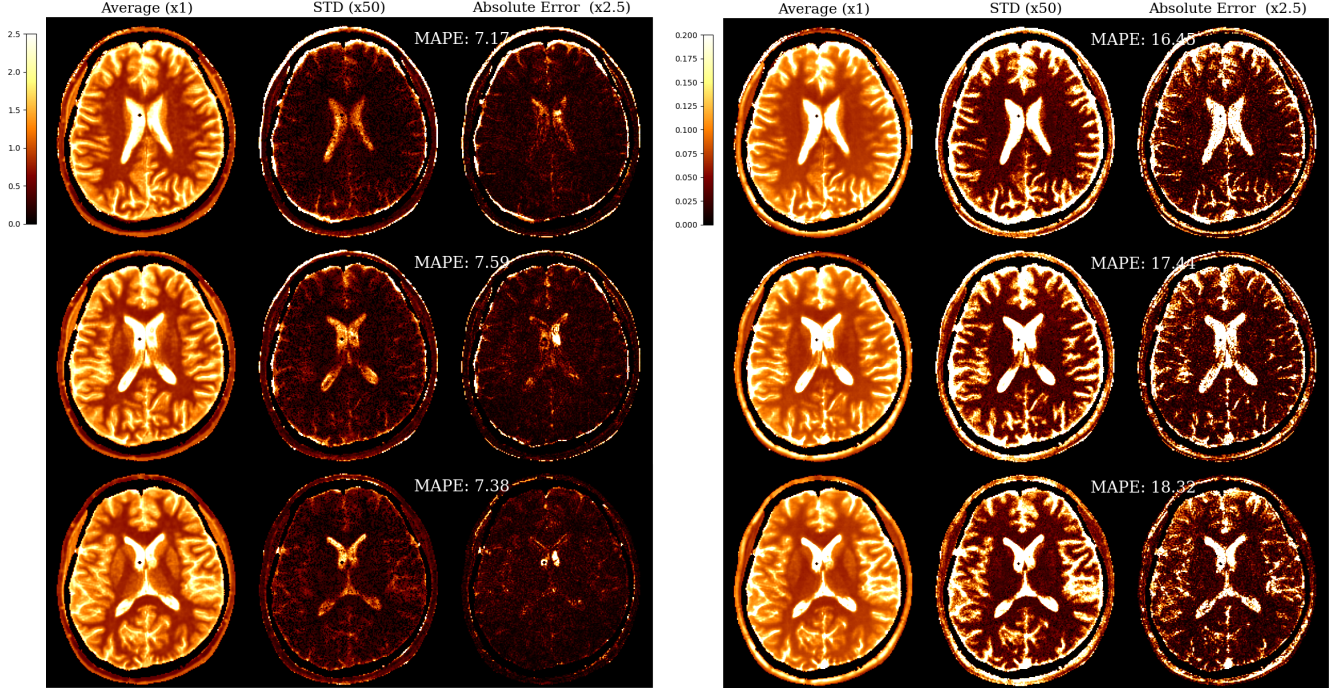 Average (x1) STD (x50) Absolute Error (x2.5)
2.5
2.0
1.5
1.0
0.5
0.0
MAPE: 7.17
MAPE: 7.59
MAPE: 7.38
Average (x1) STD (x50) Absolute Error (x2.5)
0.200
0.175
0.150
0.125
0.100
0.075
0.050
0.025
0.000
MAPE: 16.45
MAPE: 17.44
MAPE: 18.32